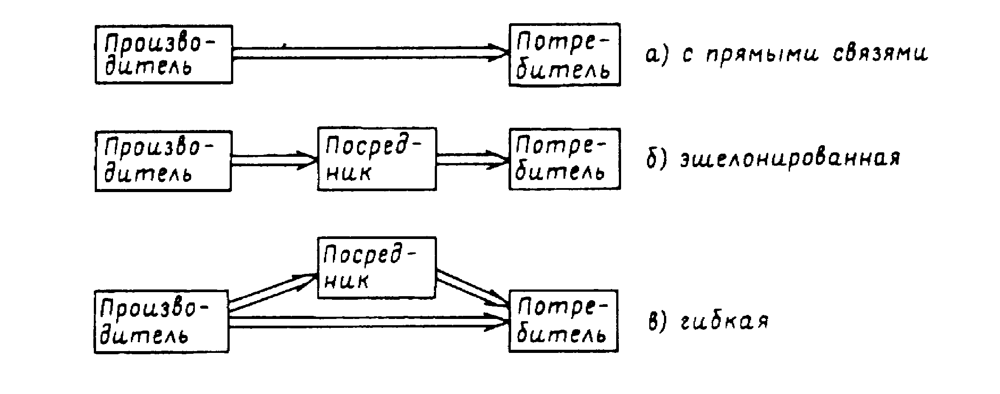 Произво-
дитель
Потре-
битель
а) с прямыми связями
Произво-
дитель
Посред-
ник
Потре-
битель
б) эшелонированная
Посред-
ник
Произво-
дитель
Потре-
битель
в) гибкая